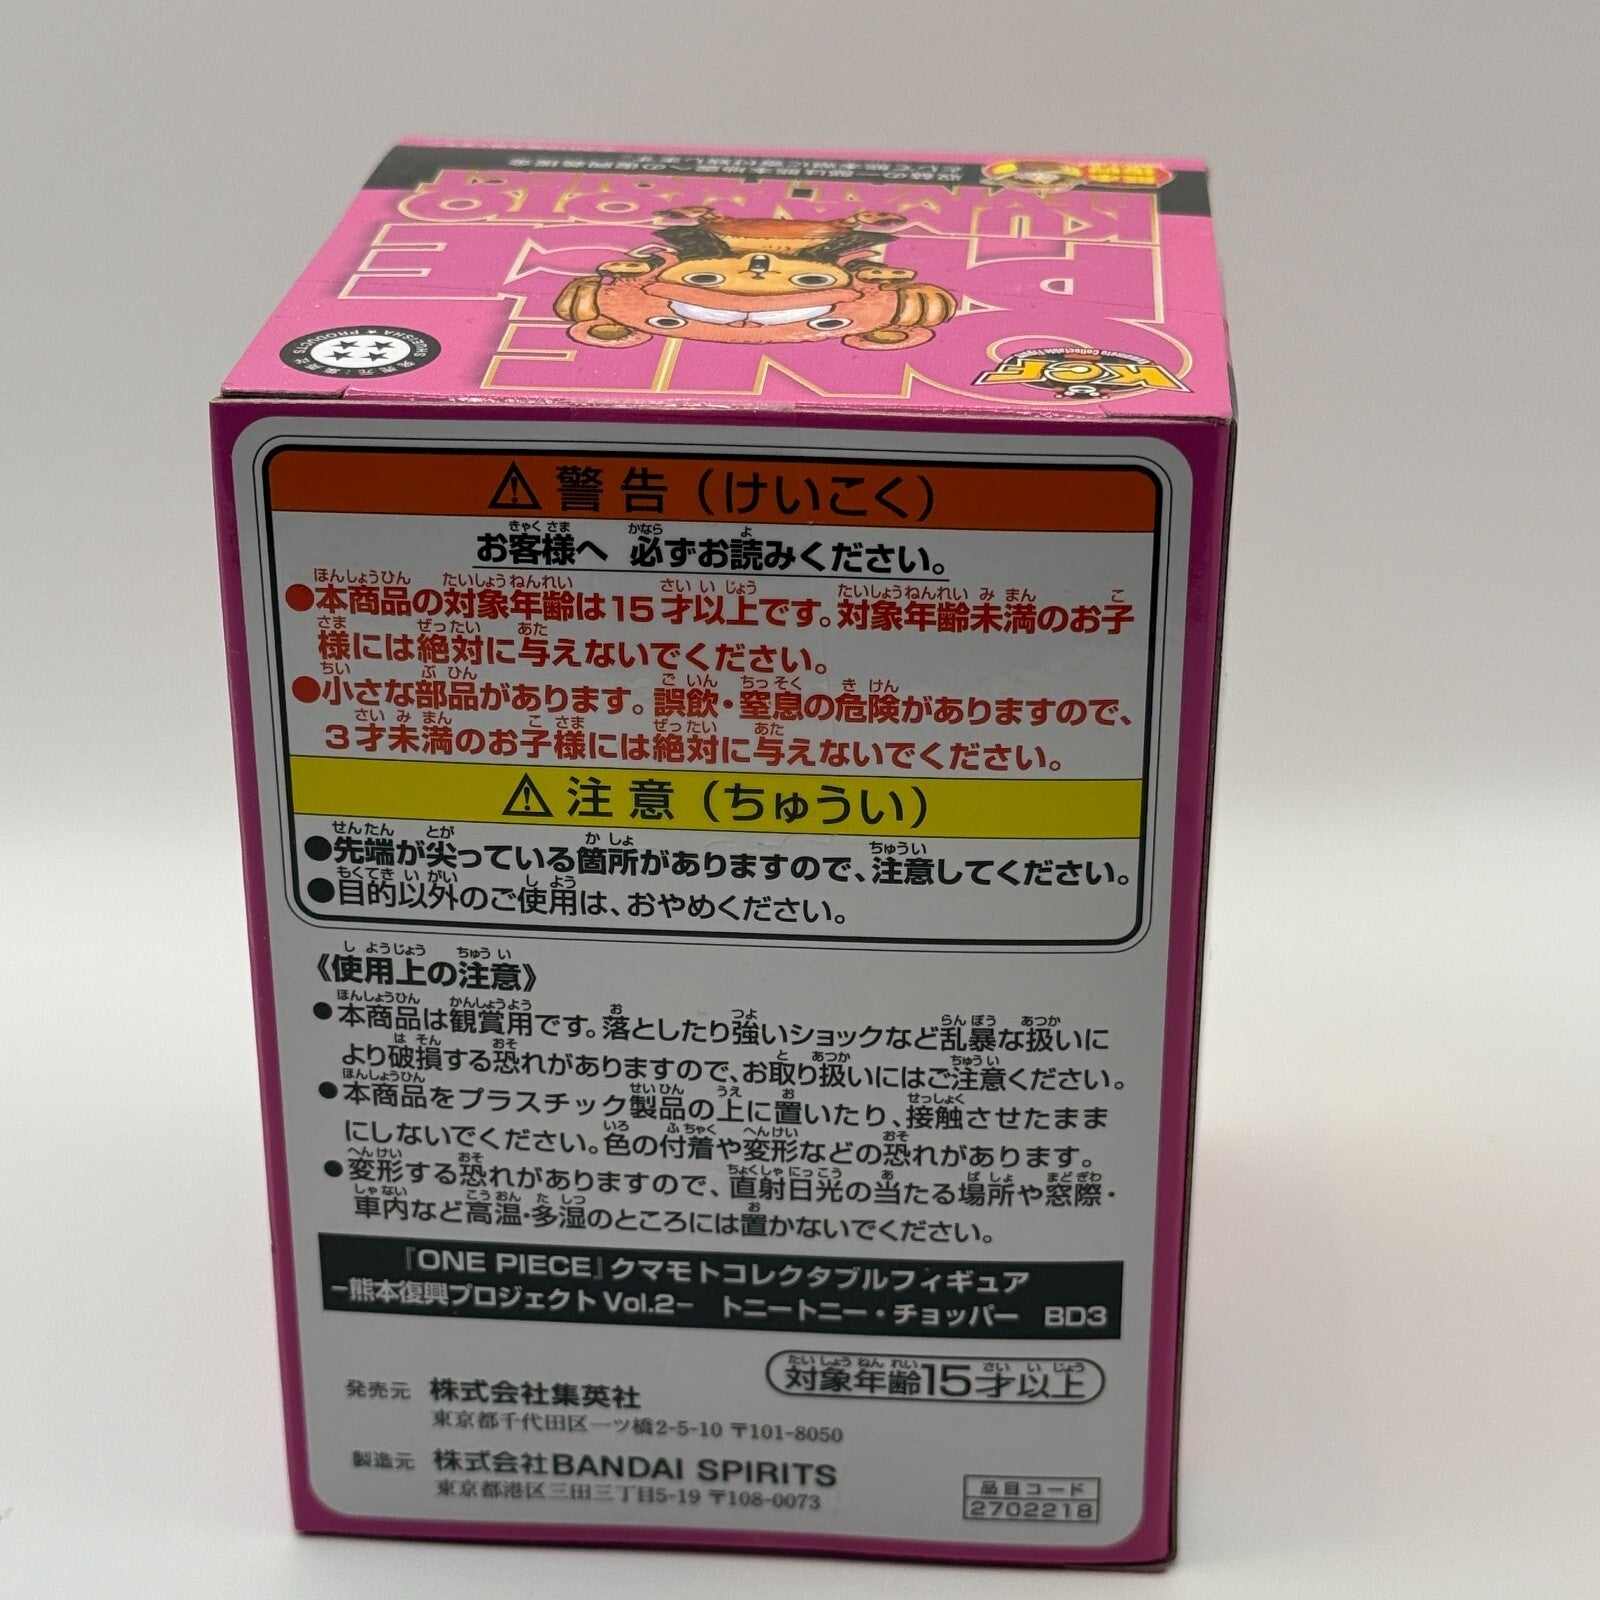 ONE
PIECE
KUMAMOTO
KCF
Kumamoto Collectable Figure
SHUEISHA★PRODUCTS
⚠警告（けいこく）
お客様へ 必ずお読みください。
●本商品の対象年齢は15才以上です。対象年齢未満のお子
様には絶対に与えないでください。
●小さな部品があります。誤飲・窒息の危険がありますので、
3才未満のお子様には絶対に与えないでください。
⚠注意（ちゅうい）
●先端が尖っている箇所がありますので、注意してください。
●目的以外のご使用は、おやめください。
《使用上の注意》
●本商品は観賞用です。落としたり強いショックなど乱暴な扱いに
より破損する恐れがありますので、お取り扱いにはご注意ください。
●本商品をプラスチック製品の上に置いたり、接触させたまま
にしないでください。色の付着や変形などの恐れがあります。
●変形する恐れがありますので、直射日光の当たる場所や窓際・
車内など高温・多湿のところには置かないでください。
『ONE PIECE』クマモトコレクタブルフィギュア
-熊本復興プロジェクトVol.2- トニートニー・チョッパー BD3
対象年齢15才以上
発売元 株式会社集英社
東京都千代田区一ツ橋2-5-10 〒101-8050
製造元 株式会社BANDAI SPIRITS
東京都港区三田三丁目5-19 〒108-0073
品目コード
2702218